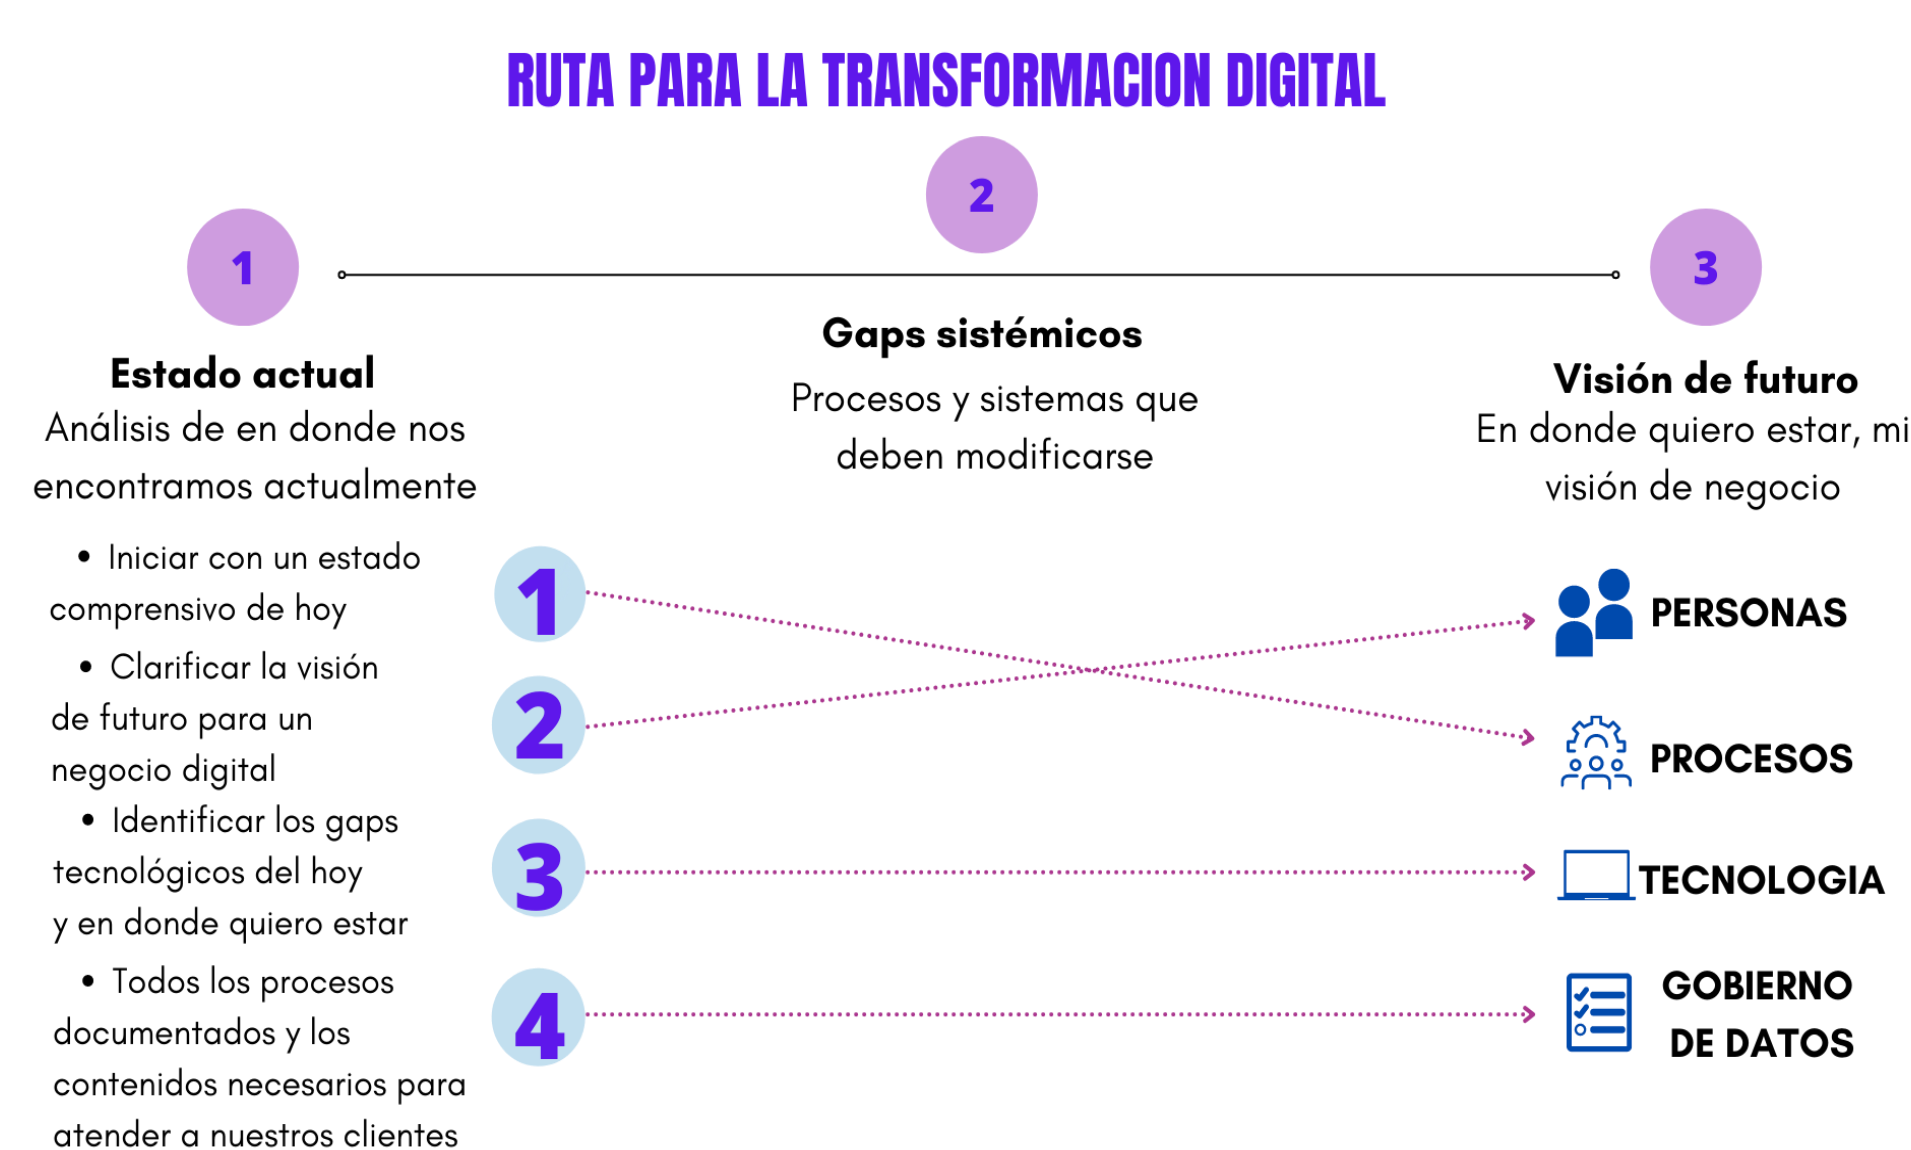 RUTA PARA LA TRANSFORMACION DIGITAL
1
Estado actual
Análisis de en donde nos
encontramos actualmente
2
Gaps sistémicos
Procesos y sistemas que
deben modificarse
3
Visión de futuro
En donde quiero estar, mi
visión de negocio
• Iniciar con un estado
comprensivo de hoy
• Clarificar la visión
de futuro para un
negocio digital
• Identificar los gaps
tecnológicos del hoy
y en donde quiero estar
• Todos los procesos
documentados y los
contenidos necesarios para
atender a nuestros clientes
1
2
3
4
PERSONAS
PROCESOS
TECNOLOGIA
GOBIERNO
DE DATOS